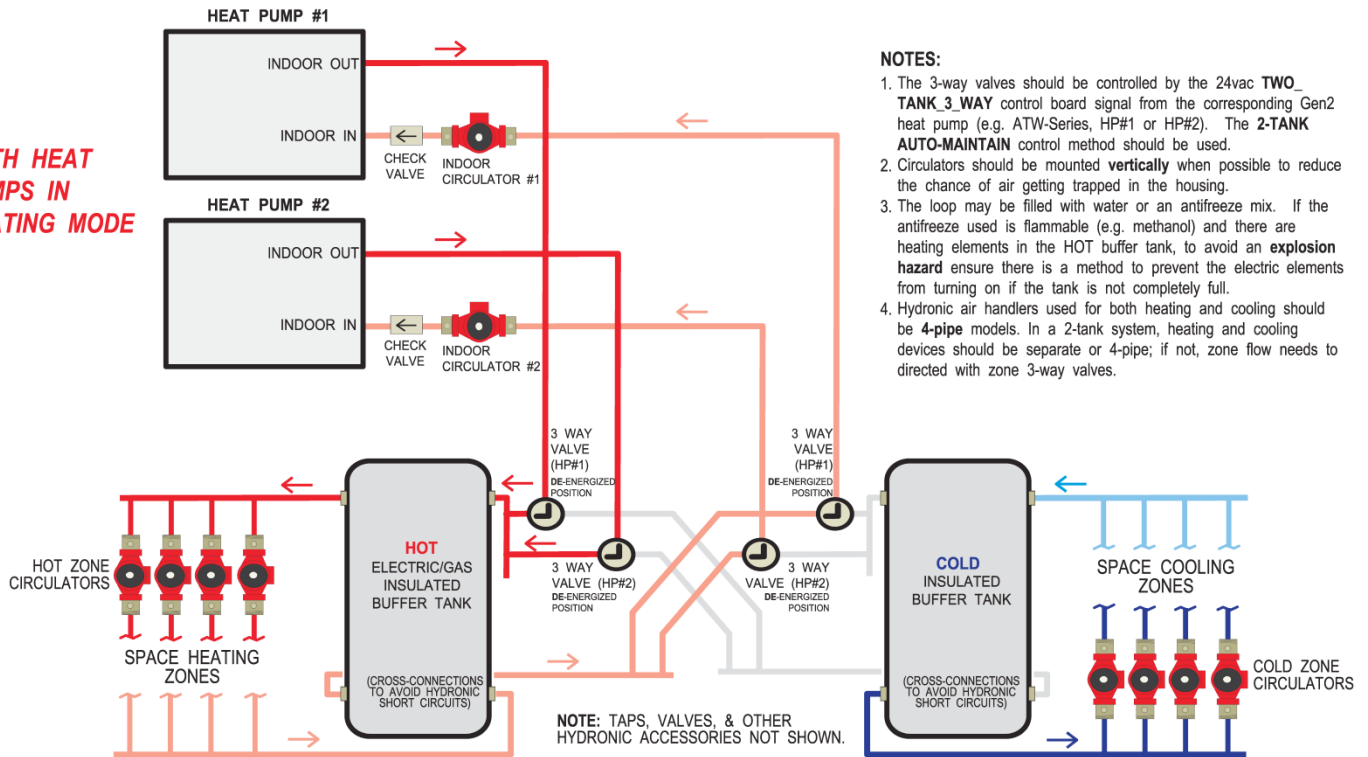 HEAT PUMP #1
INDOOR OUT
INDOOR IN
CHECK
VALVE
INDOOR
CIRCULATOR #1
TH HEAT
MPS IN
ATING MODE
HEAT PUMP #2
INDOOR OUT
INDOOR IN
CHECK
VALVE
INDOOR
CIRCULATOR #2
NOTES:
1. The 3-way valves should be controlled by the 24vac TWO_
TANK_3_WAY control board signal from the corresponding Gen2
heat pump (e.g. ATW-Series, HP#1 or HP#2). The 2-TANK
AUTO-MAINTAIN control method should be used.
2. Circulators should be mounted vertically when possible to reduce
the chance of air getting trapped in the housing.
3. The loop may be filled with water or an antifreeze mix. If the
antifreeze used is flammable (e.g. methanol) and there are
heating elements in the HOT buffer tank, to avoid an explosion
hazard ensure there is a method to prevent the electric elements
from turning on if the tank is not completely full.
4. Hydronic air handlers used for both heating and cooling should
be 4-pipe models. In a 2-tank system, heating and cooling
devices should be separate or 4-pipe; if not, zone flow needs to
directed with zone 3-way valves.
3 WAY
VALVE
(HP#1)
DE-ENERGIZED
POSITION
3 WAY
VALVE
(HP#1)
DE-ENERGIZED
POSITION
HOT ZONE
CIRCULATORS
HOT
ELECTRIC/GAS
INSULATED
BUFFER TANK
3 WAY
VALVE (HP#2)
DE-ENERGIZED
POSITION
3 WAY
VALVE (HP#2)
DE-ENERGIZED
POSITION
COLD
INSULATED
BUFFER TANK
SPACE COOLING
ZONES
SPACE HEATING
ZONES
(CROSS-CONNECTIONS
TO AVOID HYDRONIC
SHORT CIRCUITS)
(CROSS-CONNECTIONS
TO AVOID HYDRONIC
SHORT CIRCUITS)
COLD ZONE
CIRCULATORS
NOTE: TAPS, VALVES, & OTHER
HYDRONIC ACCESSORIES NOT SHOWN.